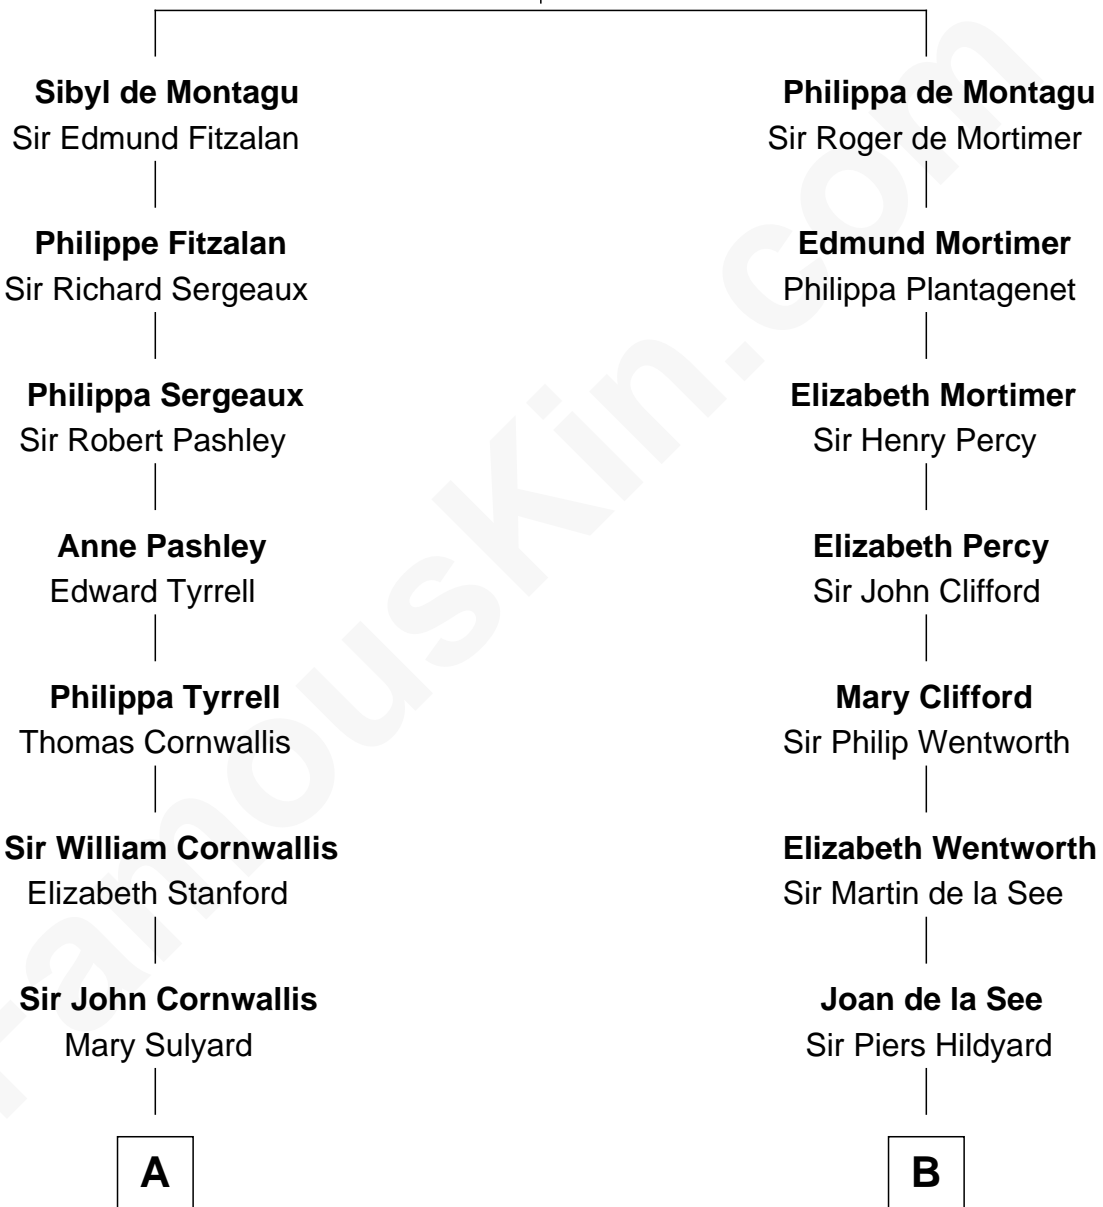 Sibyl de Montagu
Sir Edmund Fitzalan
Philippe Fitzalan
Sir Richard Sergeaux
Philippa Sergeaux
Sir Robert Pashley
Anne Pashley
Edward Tyrrell
Philippa Tyrrell
Thomas Cornwallis
Sir William Cornwallis
Elizabeth Stanford
Sir John Cornwallis
Mary Sulyard
A
Philippa de Montagu
Sir Roger de Mortimer
Edmund Mortimer
Philippa Plantagenet
Elizabeth Mortimer
Sir Henry Percy
Elizabeth Percy
Sir John Clifford
Mary Clifford
Sir Philip Wentworth
Elizabeth Wentworth
Sir Martin de la See
Joan de la See
Sir Piers Hildyard
B
FamousKin.com